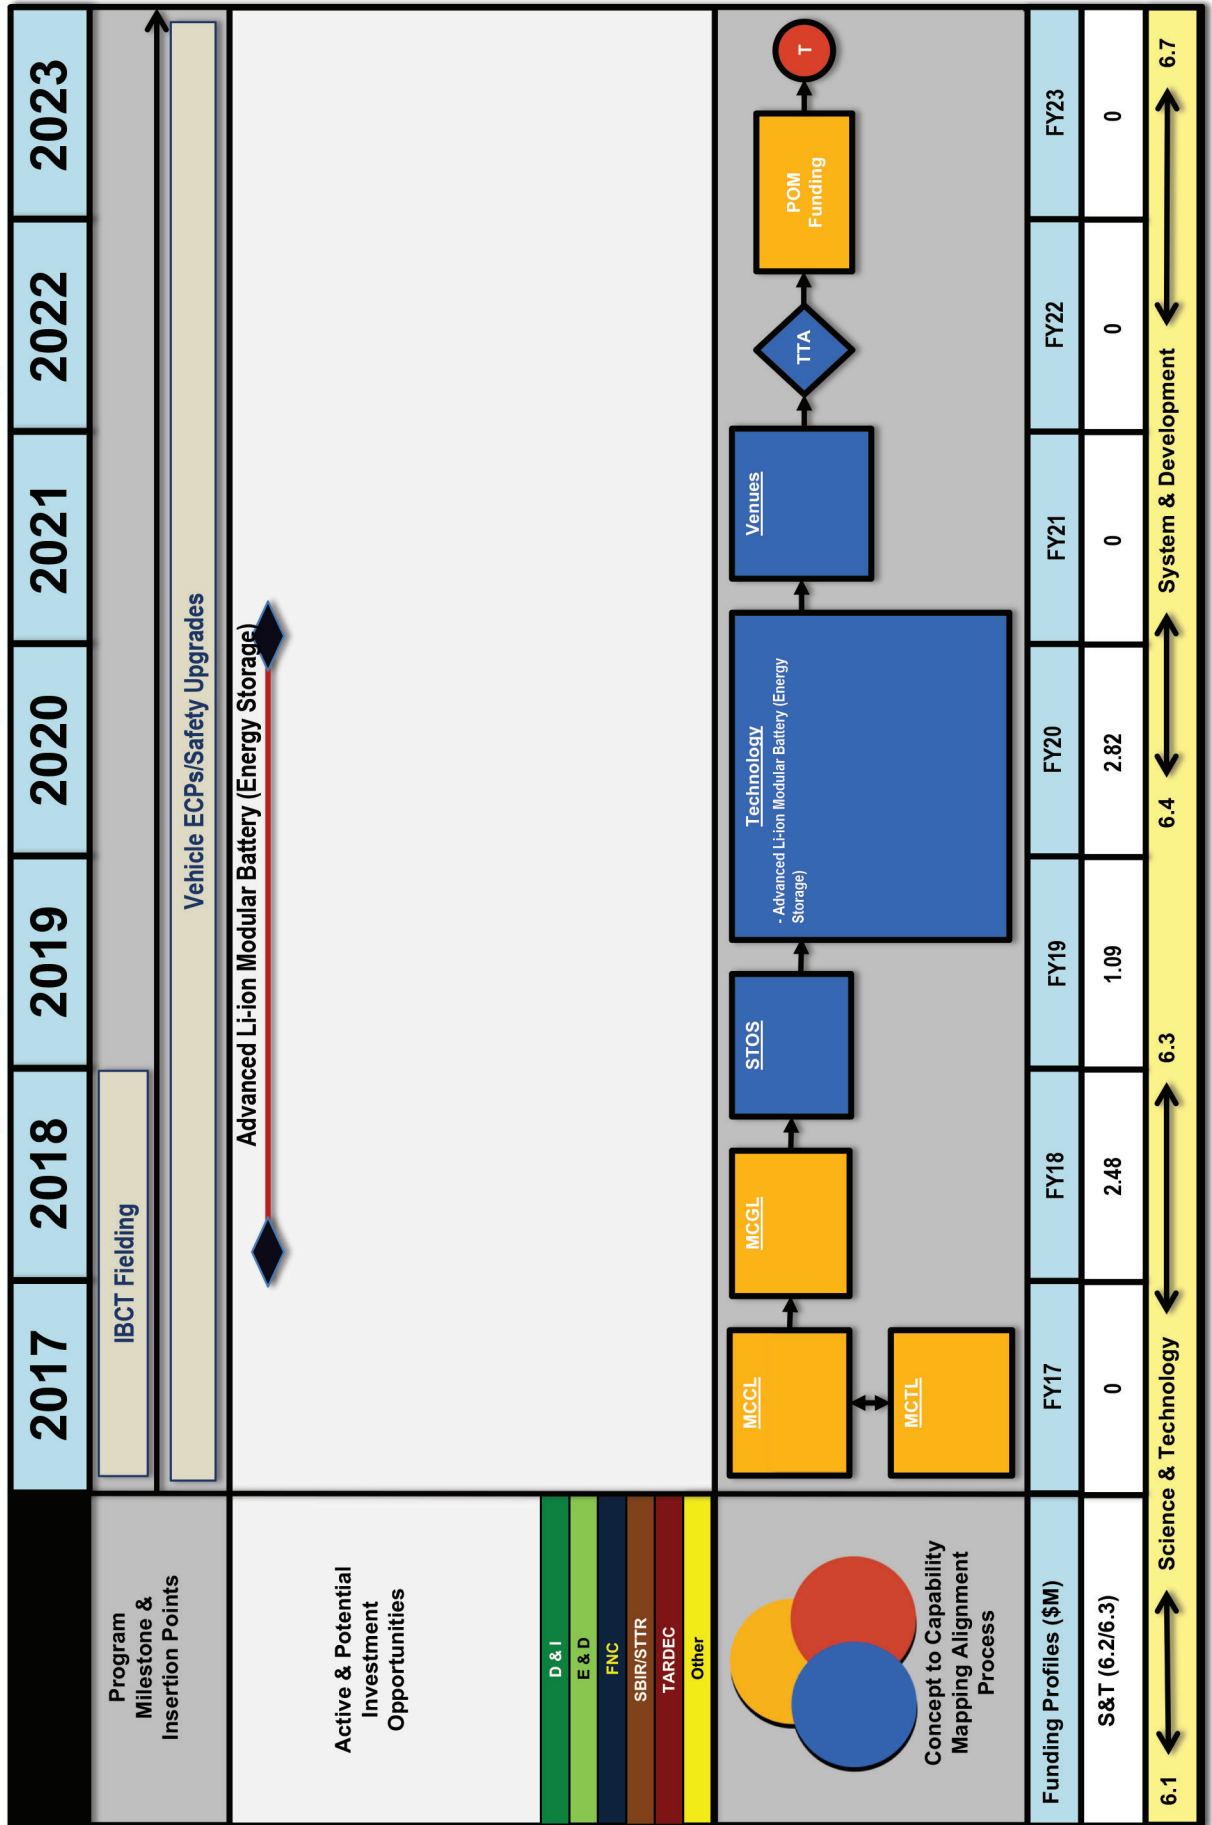 2017 2018 2019 2020 2021 2022 2023
Program
Milestone &
Insertion Points
IBCT Fielding
Vehicle ECPs/Safety Upgrades
Active & Potential
Investment
Opportunities
Advanced Li-ion Modular Battery (Energy Storage)
D & I
E & D
FNC
SBIR/STTR
TARDEC
Other
Concept to Capability
Mapping Alignment
Process
MCCL
MCTL
MCGL
STOS
Technology
- Advanced Li-ion Modular Battery (Energy
Storage)
Venues
TTA
POM
Funding
T
Funding Profiles ($M) FY17 FY18 FY19 FY20 FY21 FY22 FY23
S&T (6.2/6.3) 0 2.48 1.09 2.82 0 0 0
6.1 Science & Technology 6.3 6.4 System & Development 6.7